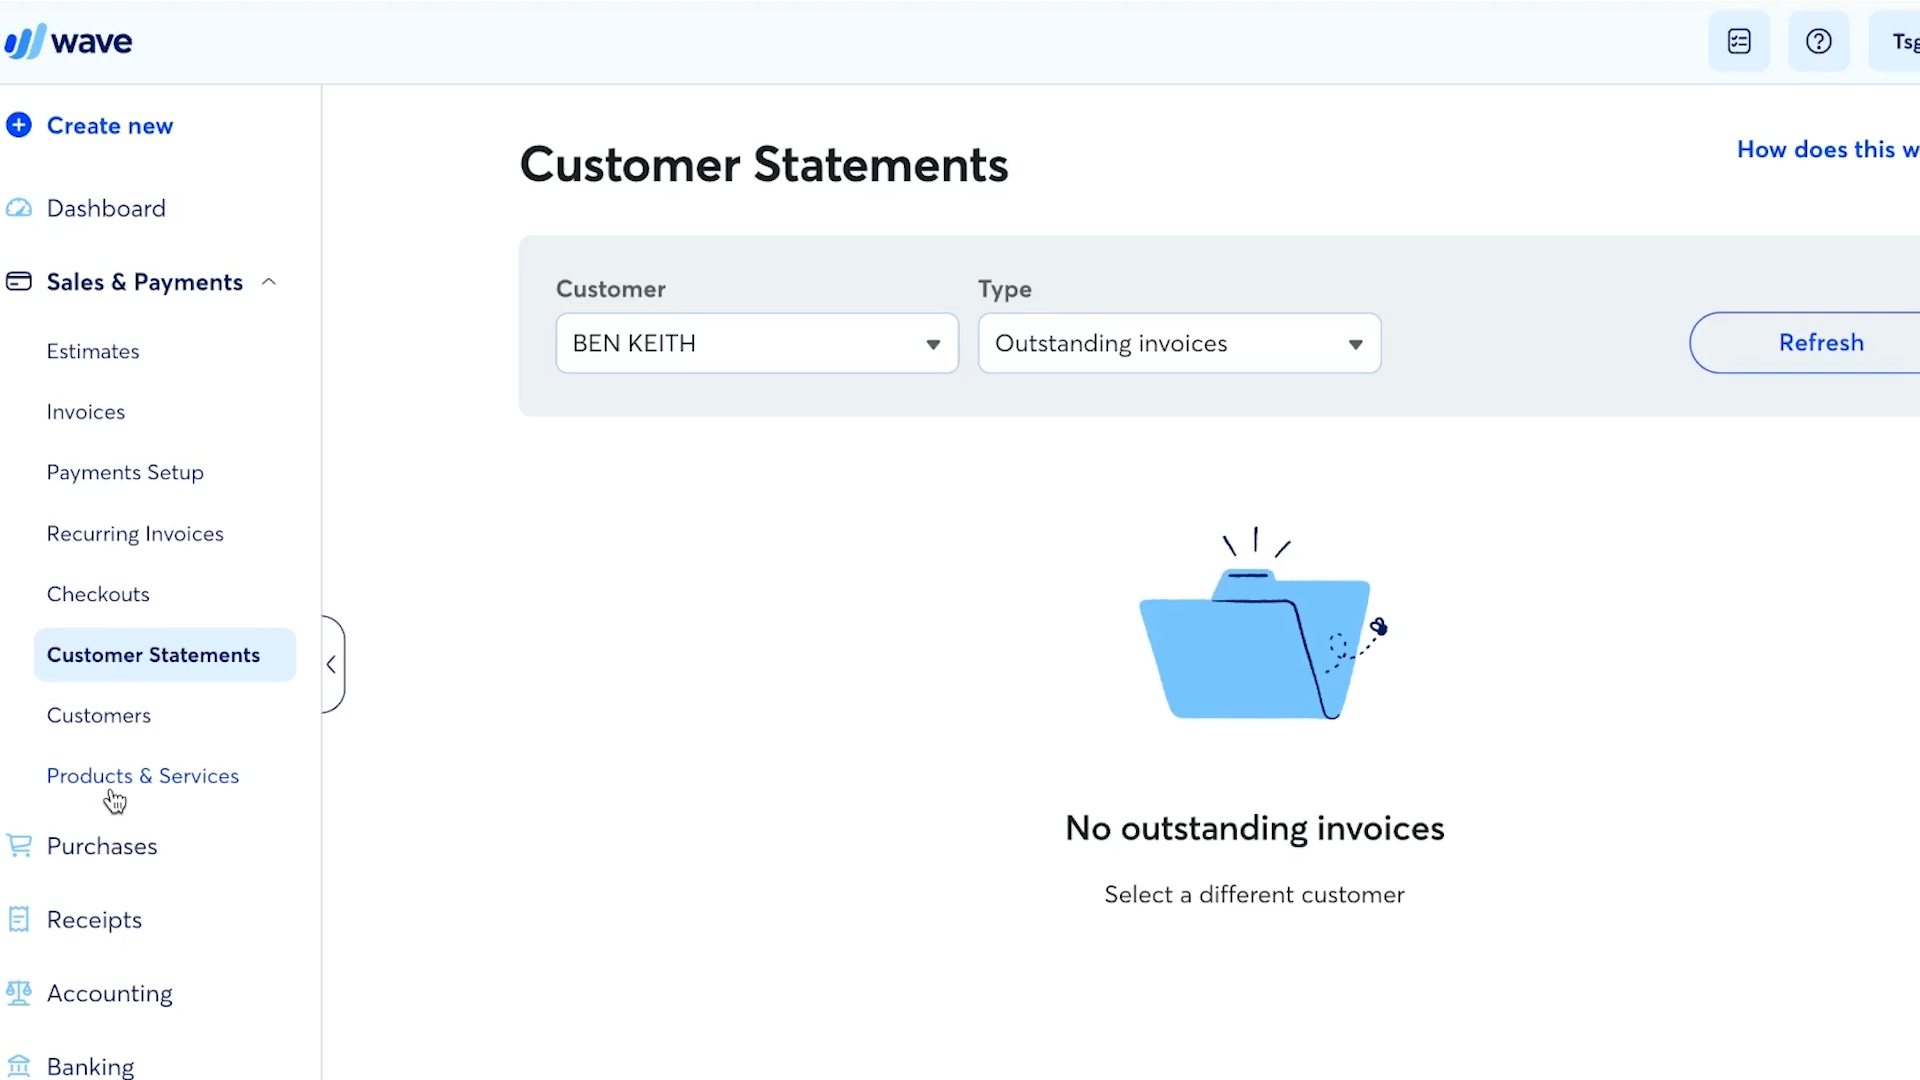 wave
Tsg
Create new
Dashboard
Sales & Payments
Estimates
Invoices
Payments Setup
Recurring Invoices
Checkouts
Customer Statements
Customers
Products & Services
Purchases
Receipts
Accounting
Banking
Customer Statements
How does this w
Customer
Type
BEN KEITH
Outstanding invoices
Refresh
No outstanding invoices
Select a different customer